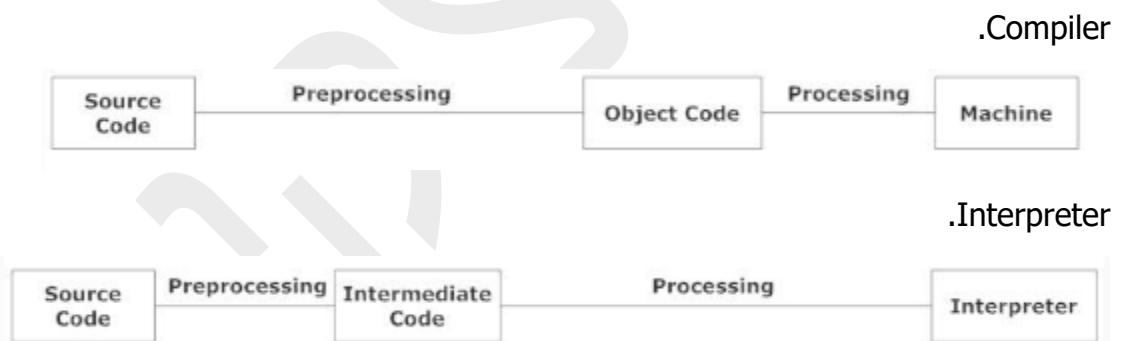 .Compiler
Source
Code
Preprocessing
Object Code
Processing
Machine
.Interpreter
Source
Code
Preprocessing
Intermediate
Code
Processing
Interpreter